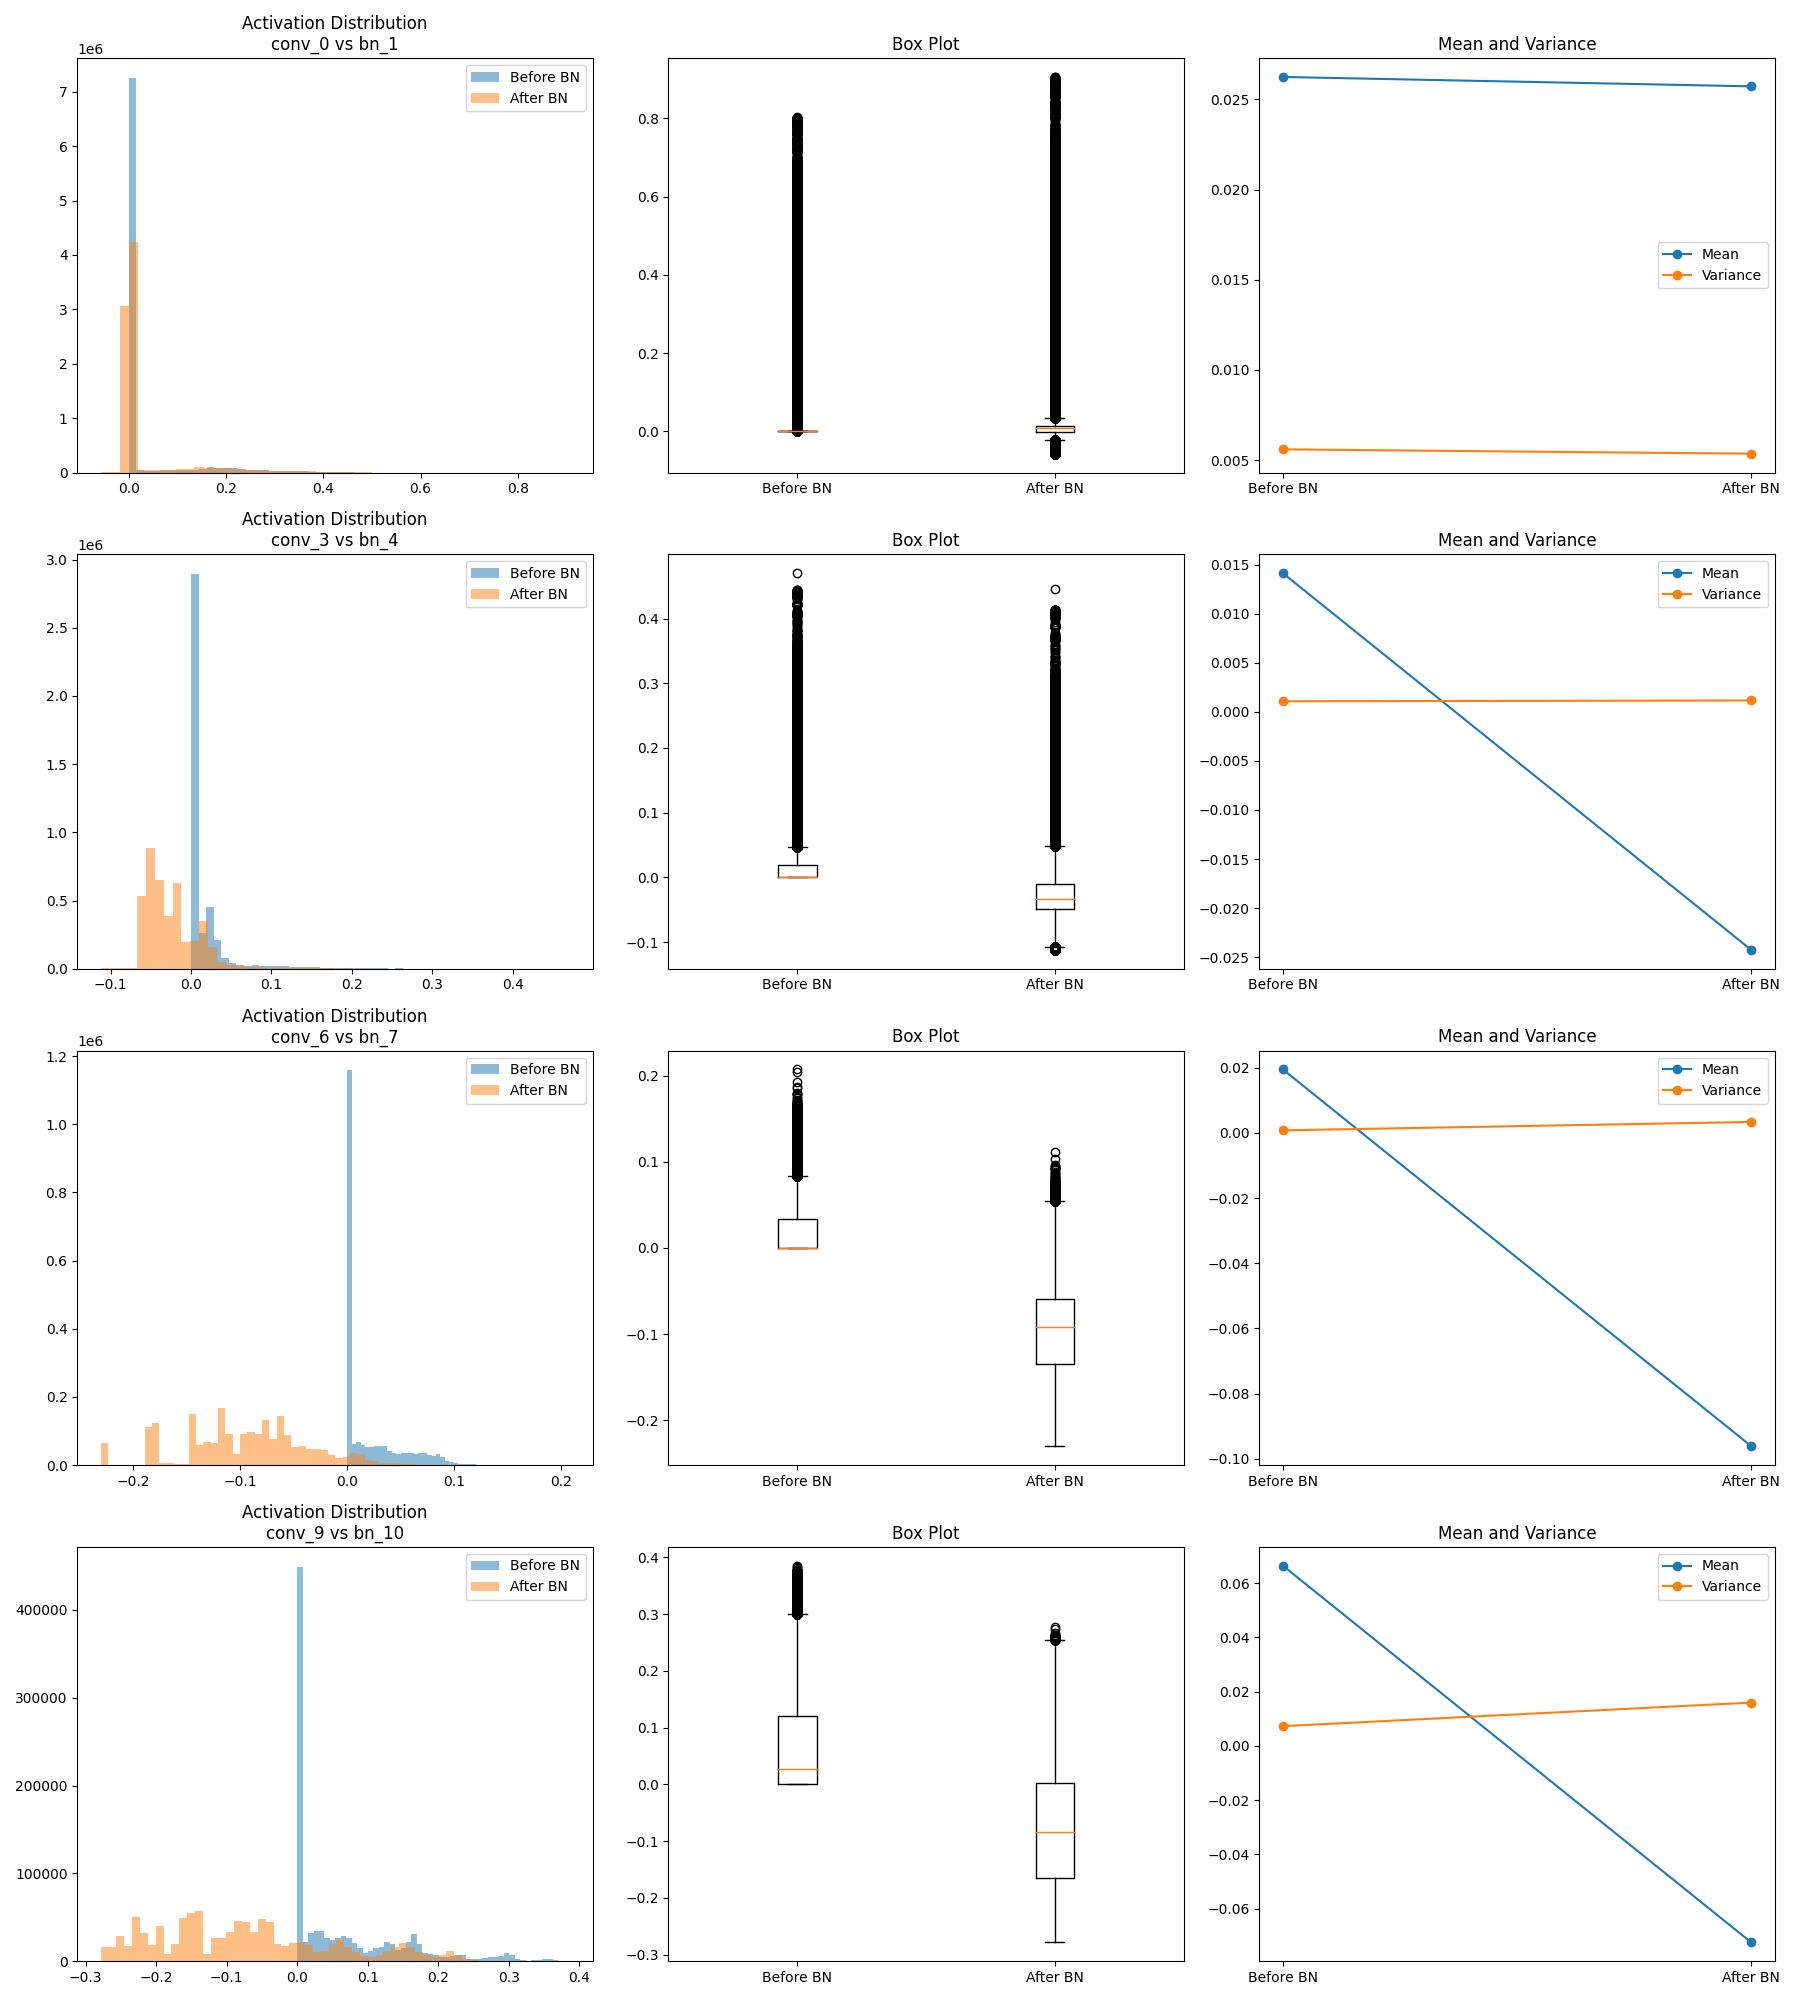 Activation Distribution
conv_0 vs bn_1
1e6
7
6
5
4
3
2
1
0
0.0 0.2 0.4 0.6 0.8
Before BN
After BN
Box Plot
0.8
0.6
0.4
0.2
0.0
Before BN After BN
Mean and Variance
0.025
0.020
0.015
0.010
0.005
Mean
Variance
Before BN After BN
Activation Distribution
conv_3 vs bn_4
1e6
3.0
2.5
2.0
1.5
1.0
0.5
0.0
−0.1 0.0 0.1 0.2 0.3 0.4
Before BN
After BN
Box Plot
0.4
0.3
0.2
0.1
0.0
−0.1
Before BN After BN
Mean and Variance
0.015
0.010
0.005
0.000
−0.005
−0.010
−0.015
−0.020
−0.025
Mean
Variance
Before BN After BN
Activation Distribution
conv_6 vs bn_7
1e6
1.2
1.0
0.8
0.6
0.4
0.2
0.0
−0.2 −0.1 0.0 0.1 0.2
Before BN
After BN
Box Plot
0.2
0.1
0.0
−0.1
−0.2
Before BN After BN
Mean and Variance
0.02
0.00
−0.02
−0.04
−0.06
−0.08
−0.10
Mean
Variance
Before BN After BN
Activation Distribution
conv_9 vs bn_10
400000
300000
200000
100000
0
−0.3 −0.2 −0.1 0.0 0.1 0.2 0.3 0.4
Before BN
After BN
Box Plot
0.4
0.3
0.2
0.1
0.0
−0.1
−0.2
−0.3
Before BN After BN
Mean and Variance
0.06
0.04
0.02
0.00
−0.02
−0.04
−0.06
Mean
Variance
Before BN After BN